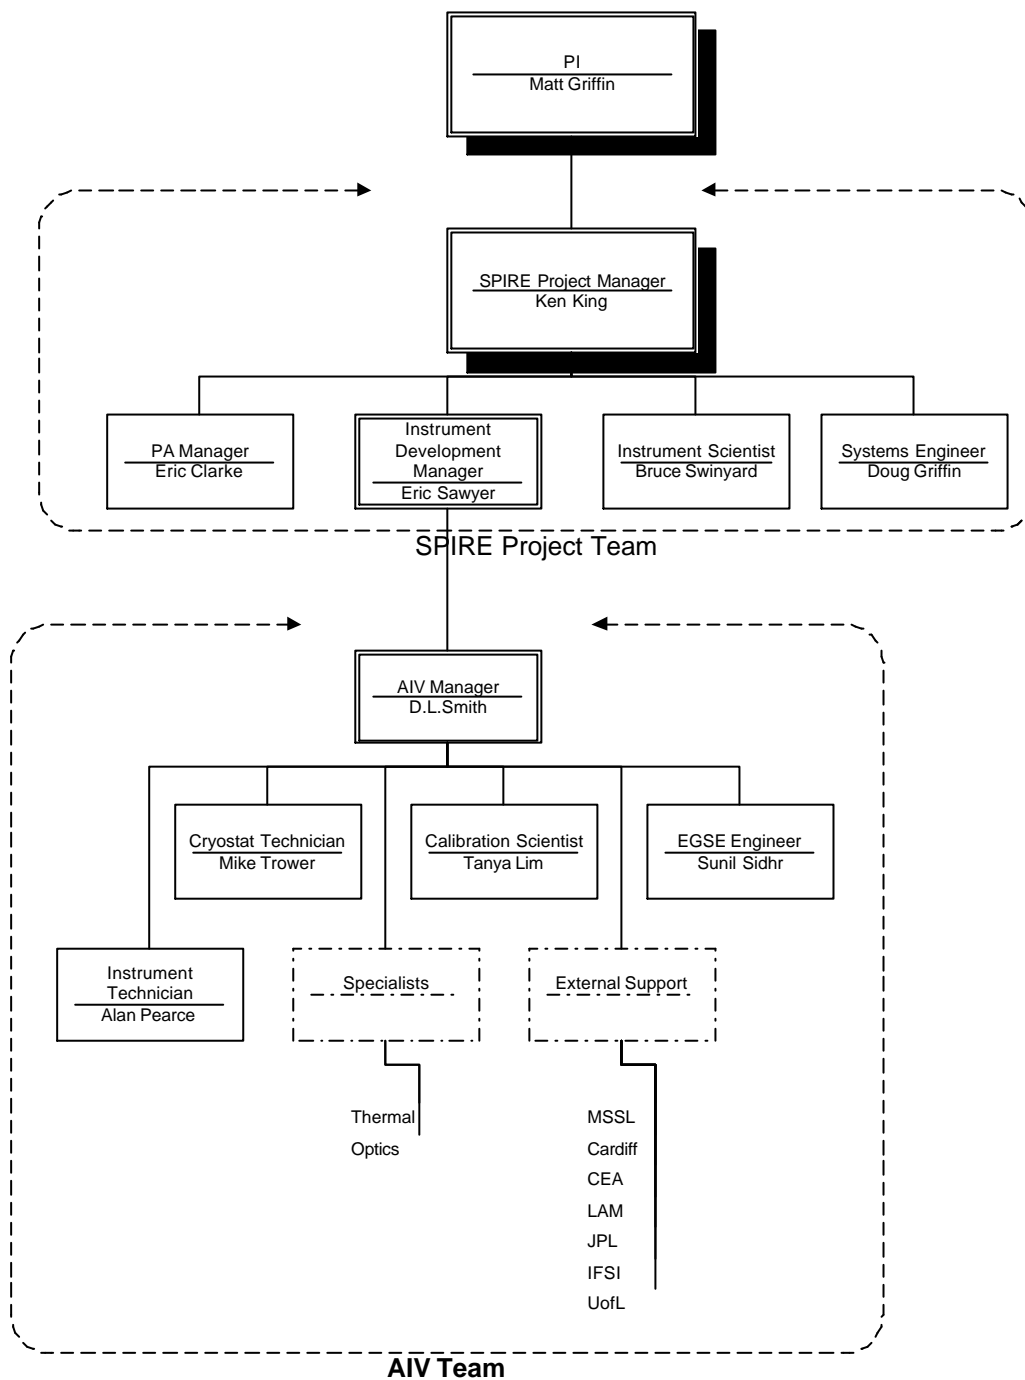 PI
Matt Griffin
SPIRE Project Manager
Ken King
PA Manager
Eric Clarke
Instrument
Development
Manager
Eric Sawyer
Instrument Scientist
Bruce Swinyard
Systems Engineer
Doug Griffin
SPIRE Project Team
AIV Manager
D.L.Smith
Cryostat Technician
Mike Trower
Calibration Scientist
Tanya Lim
EGSE Engineer
Sunil Sidhr
Instrument
Technician
Alan Pearce
Specialists
External Support
Thermal
Optics
MSSL
Cardiff
CEA
LAM
JPL
IFSI
UofL
AIV Team